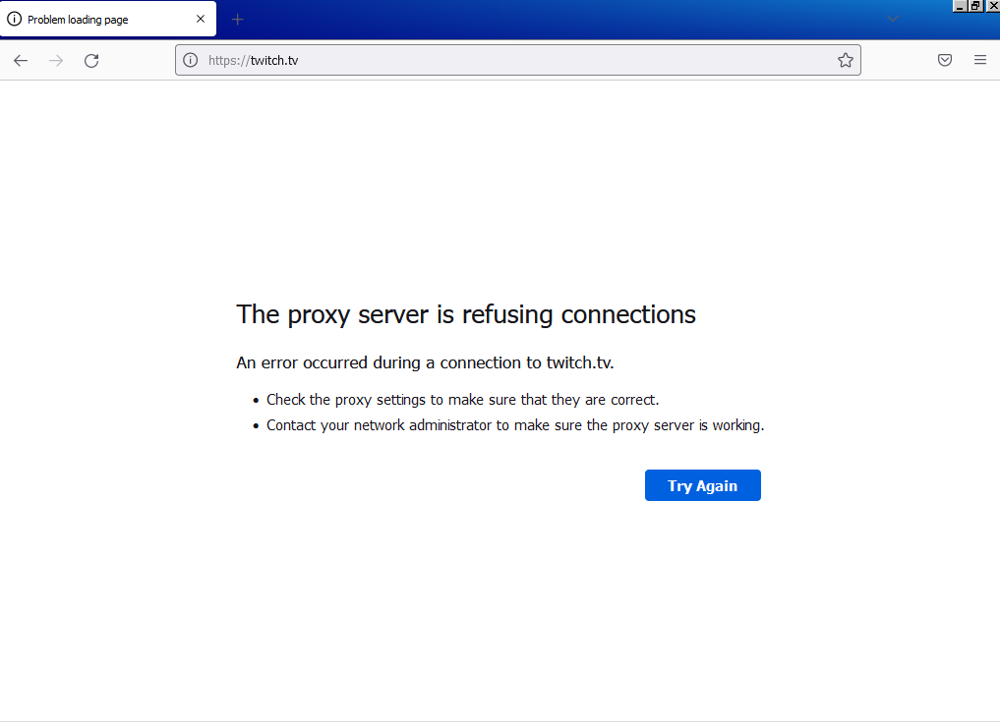 Problem loading page
https://twitch.tv
The proxy server is refusing connections
An error occurred during a connection to twitch.tv.
Check the proxy settings to make sure that they are correct.
Contact your network administrator to make sure the proxy server is working.
Try Again